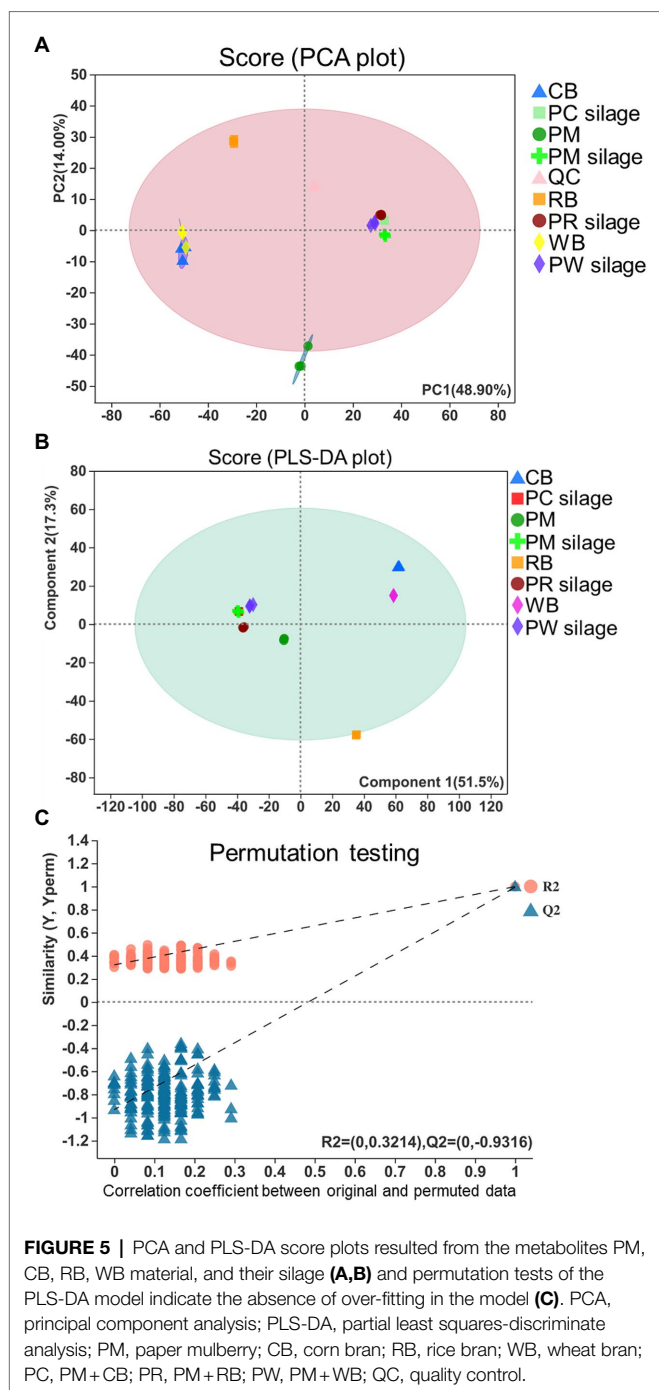 A
Score (PCA plot)
PC2(14.00%)
50
40
30
20
10
0
-10
-20
-30
-40
-50
-80 -60 -40 -20 0 20 40 60 80
PC1(48.90%)
CB
PC silage
PM
PM silage
QC
RB
PR silage
WB
PW silage
B
Score (PLS-DA plot)
Component 2(17.3%)
80
60
40
20
0
-20
-40
-60
-80
-120 -100 -80 -60 -40 -20 0 20 40 60 80 100 120
Component 1(51.5%)
CB
PC silage
PM
PM silage
RB
PR silage
WB
PW silage
C
Permutation testing
Similarity (Y, Yperm)
1.4
1.2
1
0.8
0.6
0.4
0.2
0
-0.2
-0.4
-0.6
-0.8
-1
-1.2
0 0.1 0.2 0.3 0.4 0.5 0.6 0.7 0.8 0.9 1
R2
Q2
R2=(0,0.3214),Q2=(0,-0.9316)
Correlation coefficient between original and permuted data
FIGURE 5 | PCA and PLS-DA score plots resulted from the metabolites PM,
CB, RB, WB material, and their silage (A,B) and permutation tests of the
PLS-DA model indicate the absence of over-fitting in the model (C). PCA,
principal component analysis; PLS-DA, partial least squares-discriminate
analysis; PM, paper mulberry; CB, corn bran; RB, rice bran; WB, wheat bran;
PC, PM+CB; PR, PM+RB; PW, PM+WB; QC, quality control.